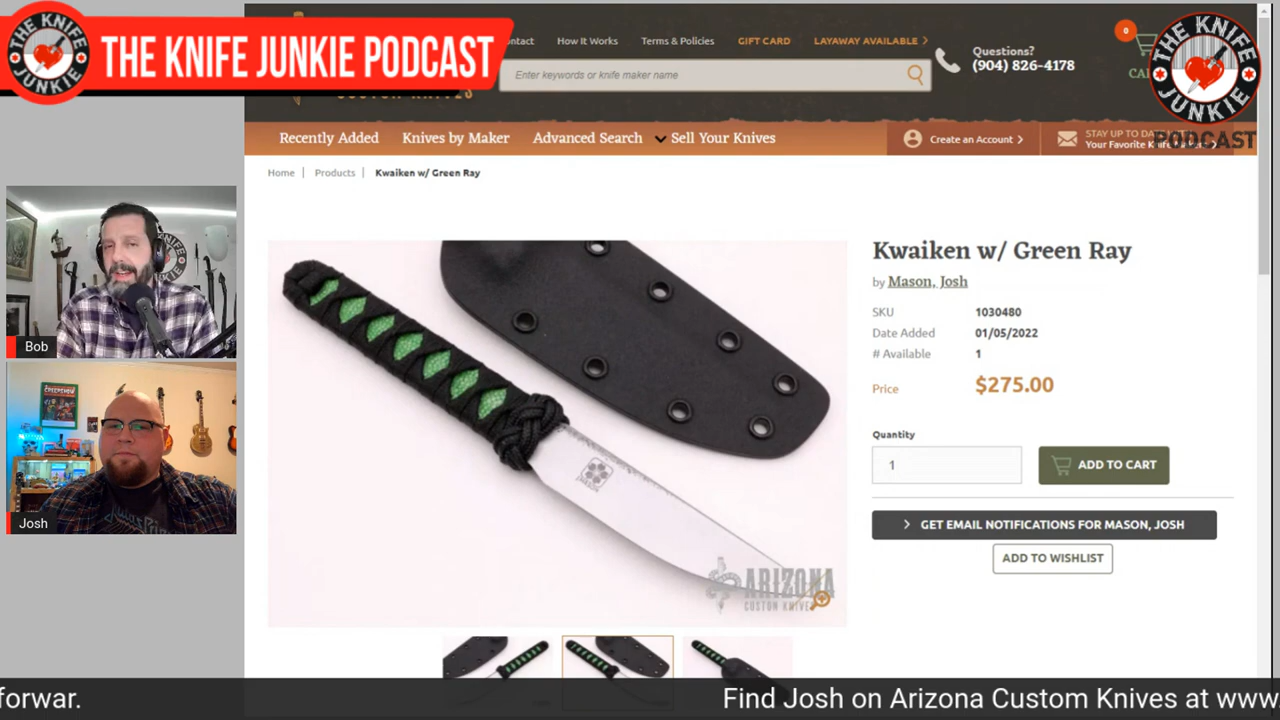 THE KNIFE JUNKIE PODCAST
THE KNIFE
JUNKIE
How It Works
Terms & Policies
GIFT CARD
LAYAWAY AVAILABLE
Enter keywords or knife maker name
Questions?
(904) 826-4178
0
THE KNIFE
JUNKIE
PODCAST
Recently Added
Knives by Maker
Advanced Search
Sell Your Knives
Create an Account
STAY UP TO
Your Favorite
Home
Products
Kwaiken w/ Green Ray
Bob
Josh
ARIZONA
CUSTOM KNIVES
Kwaiken w/ Green Ray
by Mason, Josh
SKU 1030480
Date Added 01/05/2022
# Available 1
Price $275.00
Quantity
1
ADD TO CART
GET EMAIL NOTIFICATIONS FOR MASON, JOSH
ADD TO WISHLIST
forwar. Find Josh on Arizona Custom Knives at www.